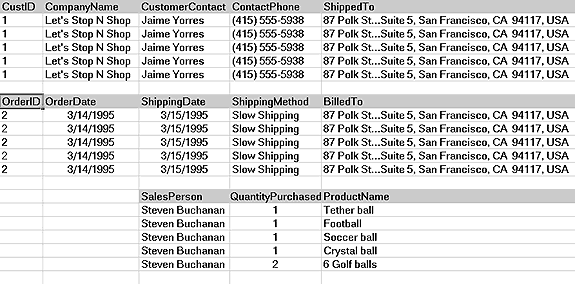 CustID CompanyName CustomerContact ContactPhone ShippedTo
1 Let's Stop N Shop Jaime Yorres (415) 555-5938 87 Polk St...Suite 5, San Francisco, CA 94117, USA
1 Let's Stop N Shop Jaime Yorres (415) 555-5938 87 Polk St...Suite 5, San Francisco, CA 94117, USA
1 Let's Stop N Shop Jaime Yorres (415) 555-5938 87 Polk St...Suite 5, San Francisco, CA 94117, USA
1 Let's Stop N Shop Jaime Yorres (415) 555-5938 87 Polk St...Suite 5, San Francisco, CA 94117, USA
1 Let's Stop N Shop Jaime Yorres (415) 555-5938 87 Polk St...Suite 5, San Francisco, CA 94117, USA
OrderID OrderDate ShippingDate ShippingMethod BilledTo
2 3/14/1995 3/15/1995 Slow Shipping 87 Polk St...Suite 5, San Francisco, CA 94117, USA
2 3/14/1995 3/15/1995 Slow Shipping 87 Polk St...Suite 5, San Francisco, CA 94117, USA
2 3/14/1995 3/15/1995 Slow Shipping 87 Polk St...Suite 5, San Francisco, CA 94117, USA
2 3/14/1995 3/15/1995 Slow Shipping 87 Polk St...Suite 5, San Francisco, CA 94117, USA
2 3/14/1995 3/15/1995 Slow Shipping 87 Polk St...Suite 5, San Francisco, CA 94117, USA
SalesPerson QuantityPurchased ProductName
Steven Buchanan 1 Tether ball
Steven Buchanan 1 Football
Steven Buchanan 1 Soccer ball
Steven Buchanan 1 Crystal ball
Steven Buchanan 2 6 Golf balls